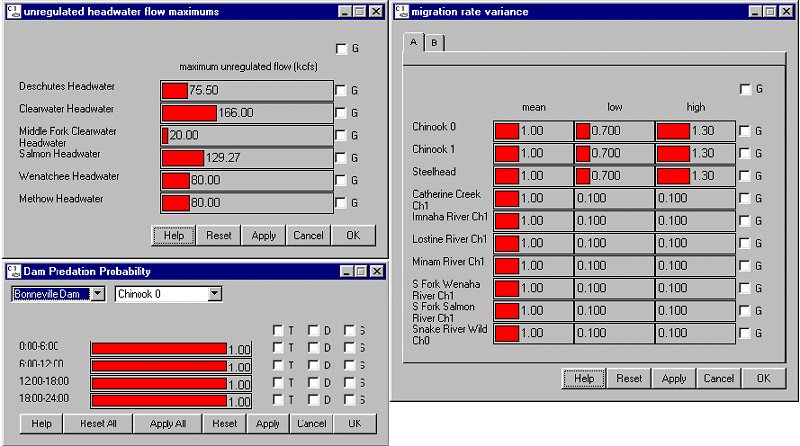 unregulated headwater flow maximums
G
maximum unregulated flow (kcfs)
Deschutes Headwater 75.50 G
Clearwater Headwater 166.00 G
Middle Fork Clearwater
Headwater 20.00 G
Salmon Headwater 129.27 G
Wenatchee Headwater 80.00 G
Methow Headwater 80.00 G
Help Reset Apply Cancel OK
Dam Predation Probability
Bonneville Dam Chinook 0
T D S
0:00-6:00 1.00 T D S
6:00-12:00 1.00 T D S
12:00-18:00 1.00 T D S
18:00-24:00 1.00 T D S
Help Reset All Apply All Reset Apply Cancel OK
migration rate variance
A B
G
mean low high
Chinook 0 1.00 0.700 1.30 G
Chinook 1 1.00 0.700 1.30 G
Steelhead 1.00 0.700 1.30 G
Catherine Creek
Ch1 1.00 0.100 0.100 G
Imnaha River Ch1 1.00 0.100 0.100 G
Lostine River Ch1 1.00 0.100 0.100 G
Minam River Ch1 1.00 0.100 0.100 G
S Fork Wenaha
River Ch1 1.00 0.100 0.100 G
S Fork Salmon
River Ch1 1.00 0.100 0.100 G
Snake River Wild
Ch0 1.00 0.100 0.100 G
Help Reset Apply Cancel OK